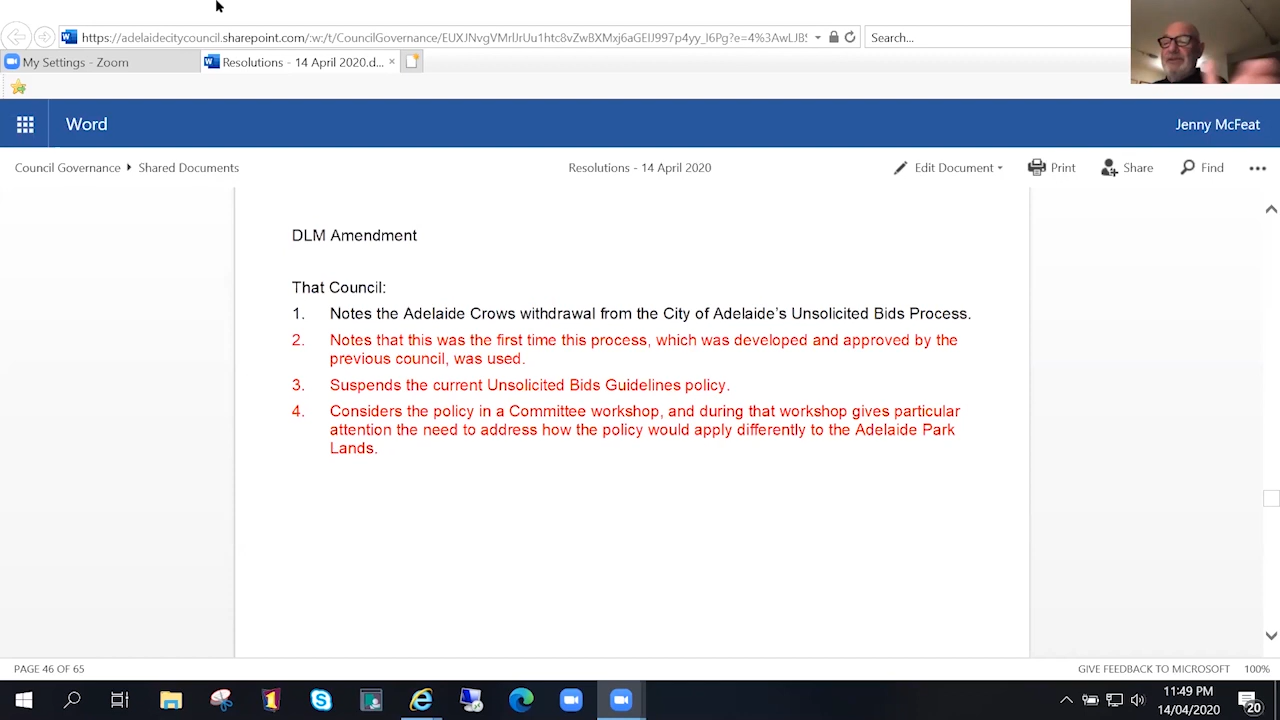 https://adelaidecitycouncil.sharepoint.com/:w:/t/CouncilGovernance/
Search...
My Settings - Zoom
Resolutions - 14 April 2020.d...
Word
Jenny McFeat
Council Governance Shared Documents
Resolutions - 14 April 2020
Edit Document
Print
Share
Find
DLM Amendment
That Council:
1. Notes the Adelaide Crows withdrawal from the City of Adelaide's Unsolicited Bids Process.
2. Notes that this was the first time this process, which was developed and approved by the
previous council, was used.
3. Suspends the current Unsolicited Bids Guidelines policy.
4. Considers the policy in a Committee workshop, and during that workshop gives particular
attention the need to address how the policy would apply differently to the Adelaide Park
Lands.
PAGE 46 OF 65
GIVE FEEDBACK TO MICROSOFT 100%
11:49 PM
14/04/2020
20